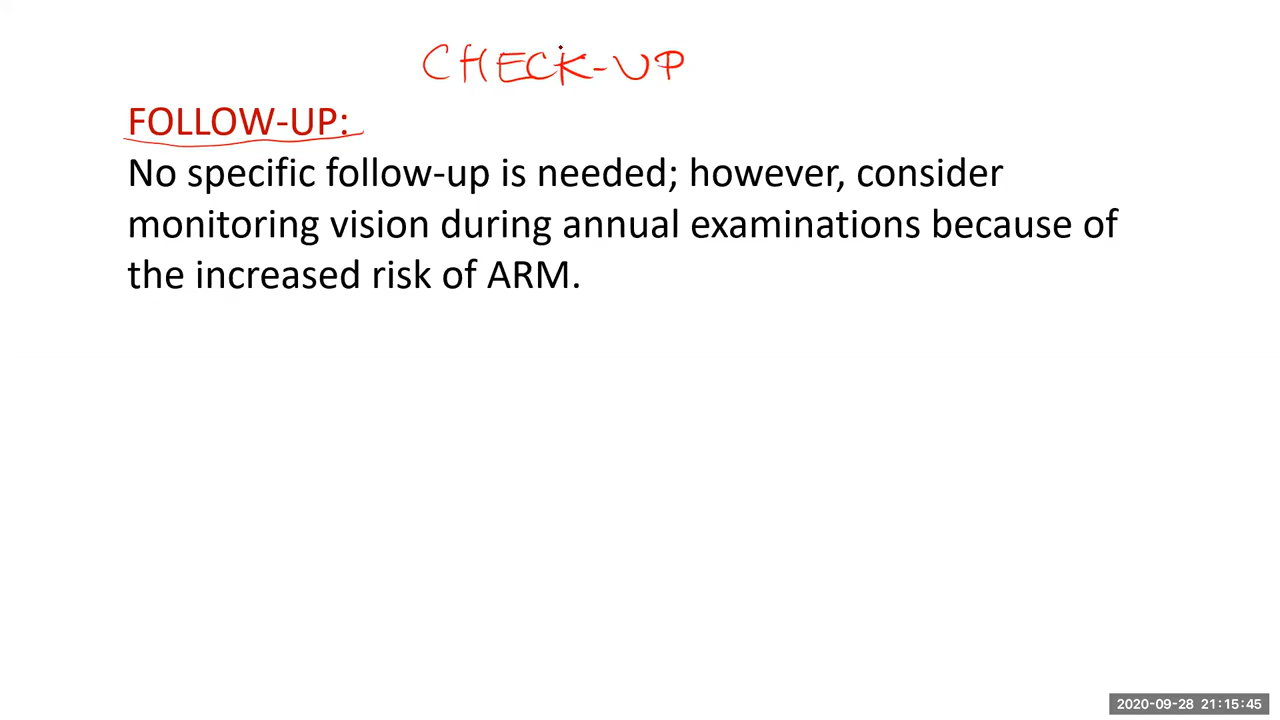 CHECK-UP
FOLLOW-UP:
No specific follow-up is needed; however, consider
monitoring vision during annual examinations because of
the increased risk of ARM.
2020-09-28 21:15:45